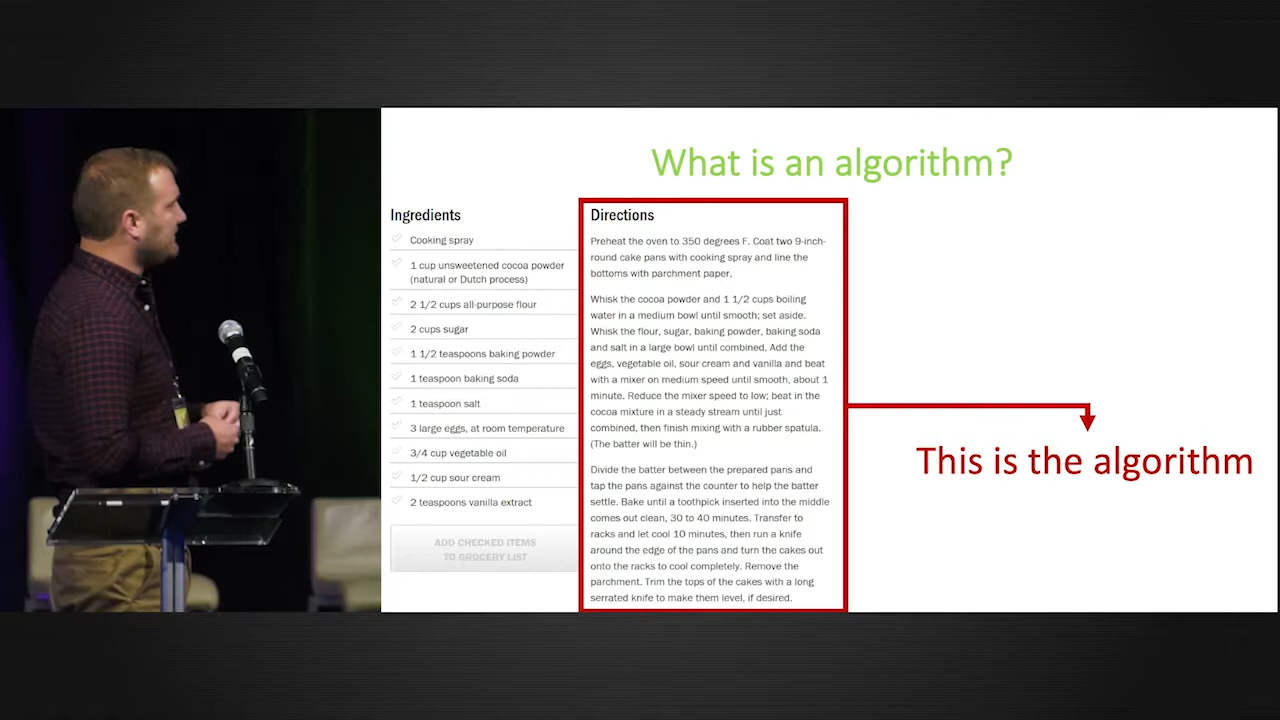 What is an algorithm?
Ingredients
Cooking spray
1 cup unsweetened cocoa powder
(natural or Dutch process)
2 1/2 cups all-purpose flour
2 cups sugar
1 1/2 teaspoons baking powder
1 teaspoon baking soda
1 teaspoon salt
3 large eggs, at room temperature
3/4 cup vegetable oil
1/2 cup sour cream
2 teaspoons vanilla extract
ADD CHECKED ITEMS
TO GROCERY LIST
Directions
Preheat the oven to 350 degrees F. Coat two 9-inch-
round cake pans with cooking spray and line the
bottoms with parchment paper.
Whisk the cocoa powder and 1 1/2 cups boiling
water in a medium bowl until smooth; set aside.
Whisk the flour, sugar, baking powder, baking soda
and salt in a large bowl until combined. Add the
eggs, vegetable oil, sour cream and vanilla and beat
with a mixer on medium speed until smooth, about 1
minute. Reduce the mixer speed to low; beat in the
cocoa mixture in a steady stream until just
combined, then finish mixing with a rubber spatula.
(The batter will be thin.)
Divide the batter between the prepared pans and
tap the pans against the counter to help the batter
settle. Bake until a toothpick inserted into the middle
comes out clean, 30 to 40 minutes. Transfer to
racks and let cool 10 minutes, then run a knife
around the edge of the pans and turn the cakes out
onto the racks to cool completely. Remove the
parchment. Trim the tops of the cakes with a long
serrated knife to make them level, if desired.
This is the algorithm